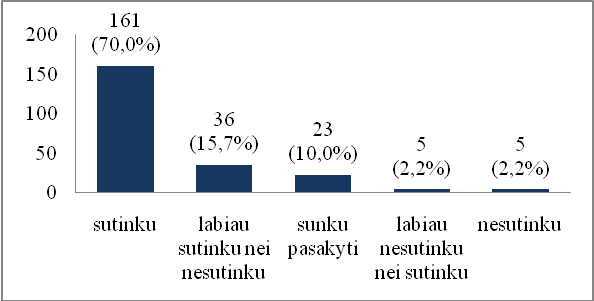 161
(70,0%)
36
(15,7%)
23
(10,0%)
5
(2,2%)
5
(2,2%)
200
150
100
50
0
sutinku
labiau
sutinku nei
nesutinku
sunku
pasakyti
labiau
nesutinku
nei sutinku
nesutinku